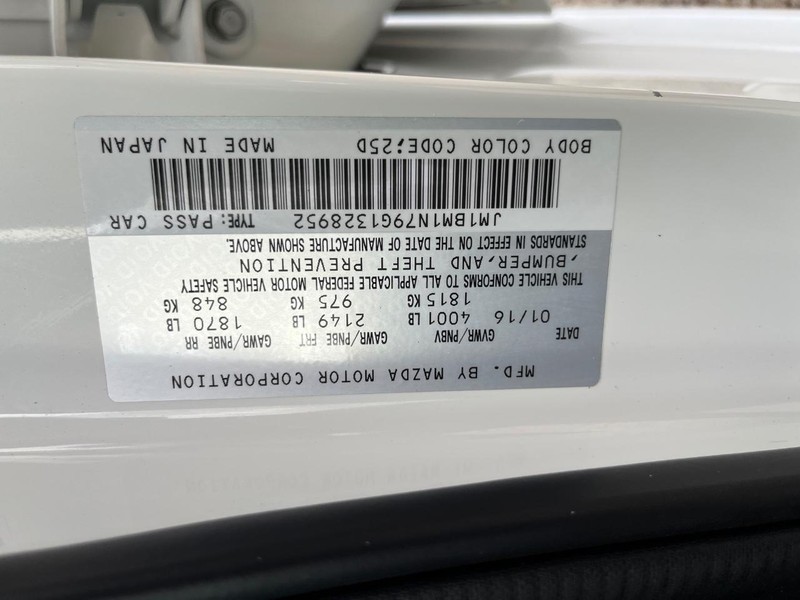 MFD. BY MAZDA MOTOR CORPORATION
DATE GVWR/PNBV GAWR/PNBE FRT GAWR/PNBE RR
01/16 4001 LB 2149 LB 1870 LB
1815 KG 975 KG 848 KG
THIS VEHICLE CONFORMS TO ALL APPLICABLE FEDERAL MOTOR VEHICLE SAFETY
,BUMPER,AND THEFT PREVENTION
STANDARDS IN EFFECT ON THE DATE OF MANUFACTURE SHOWN ABOVE.
JM1BM1N79G1328952 TYPE:PASS CAR
BODY COLOR CODE;25D MADE IN JAPAN